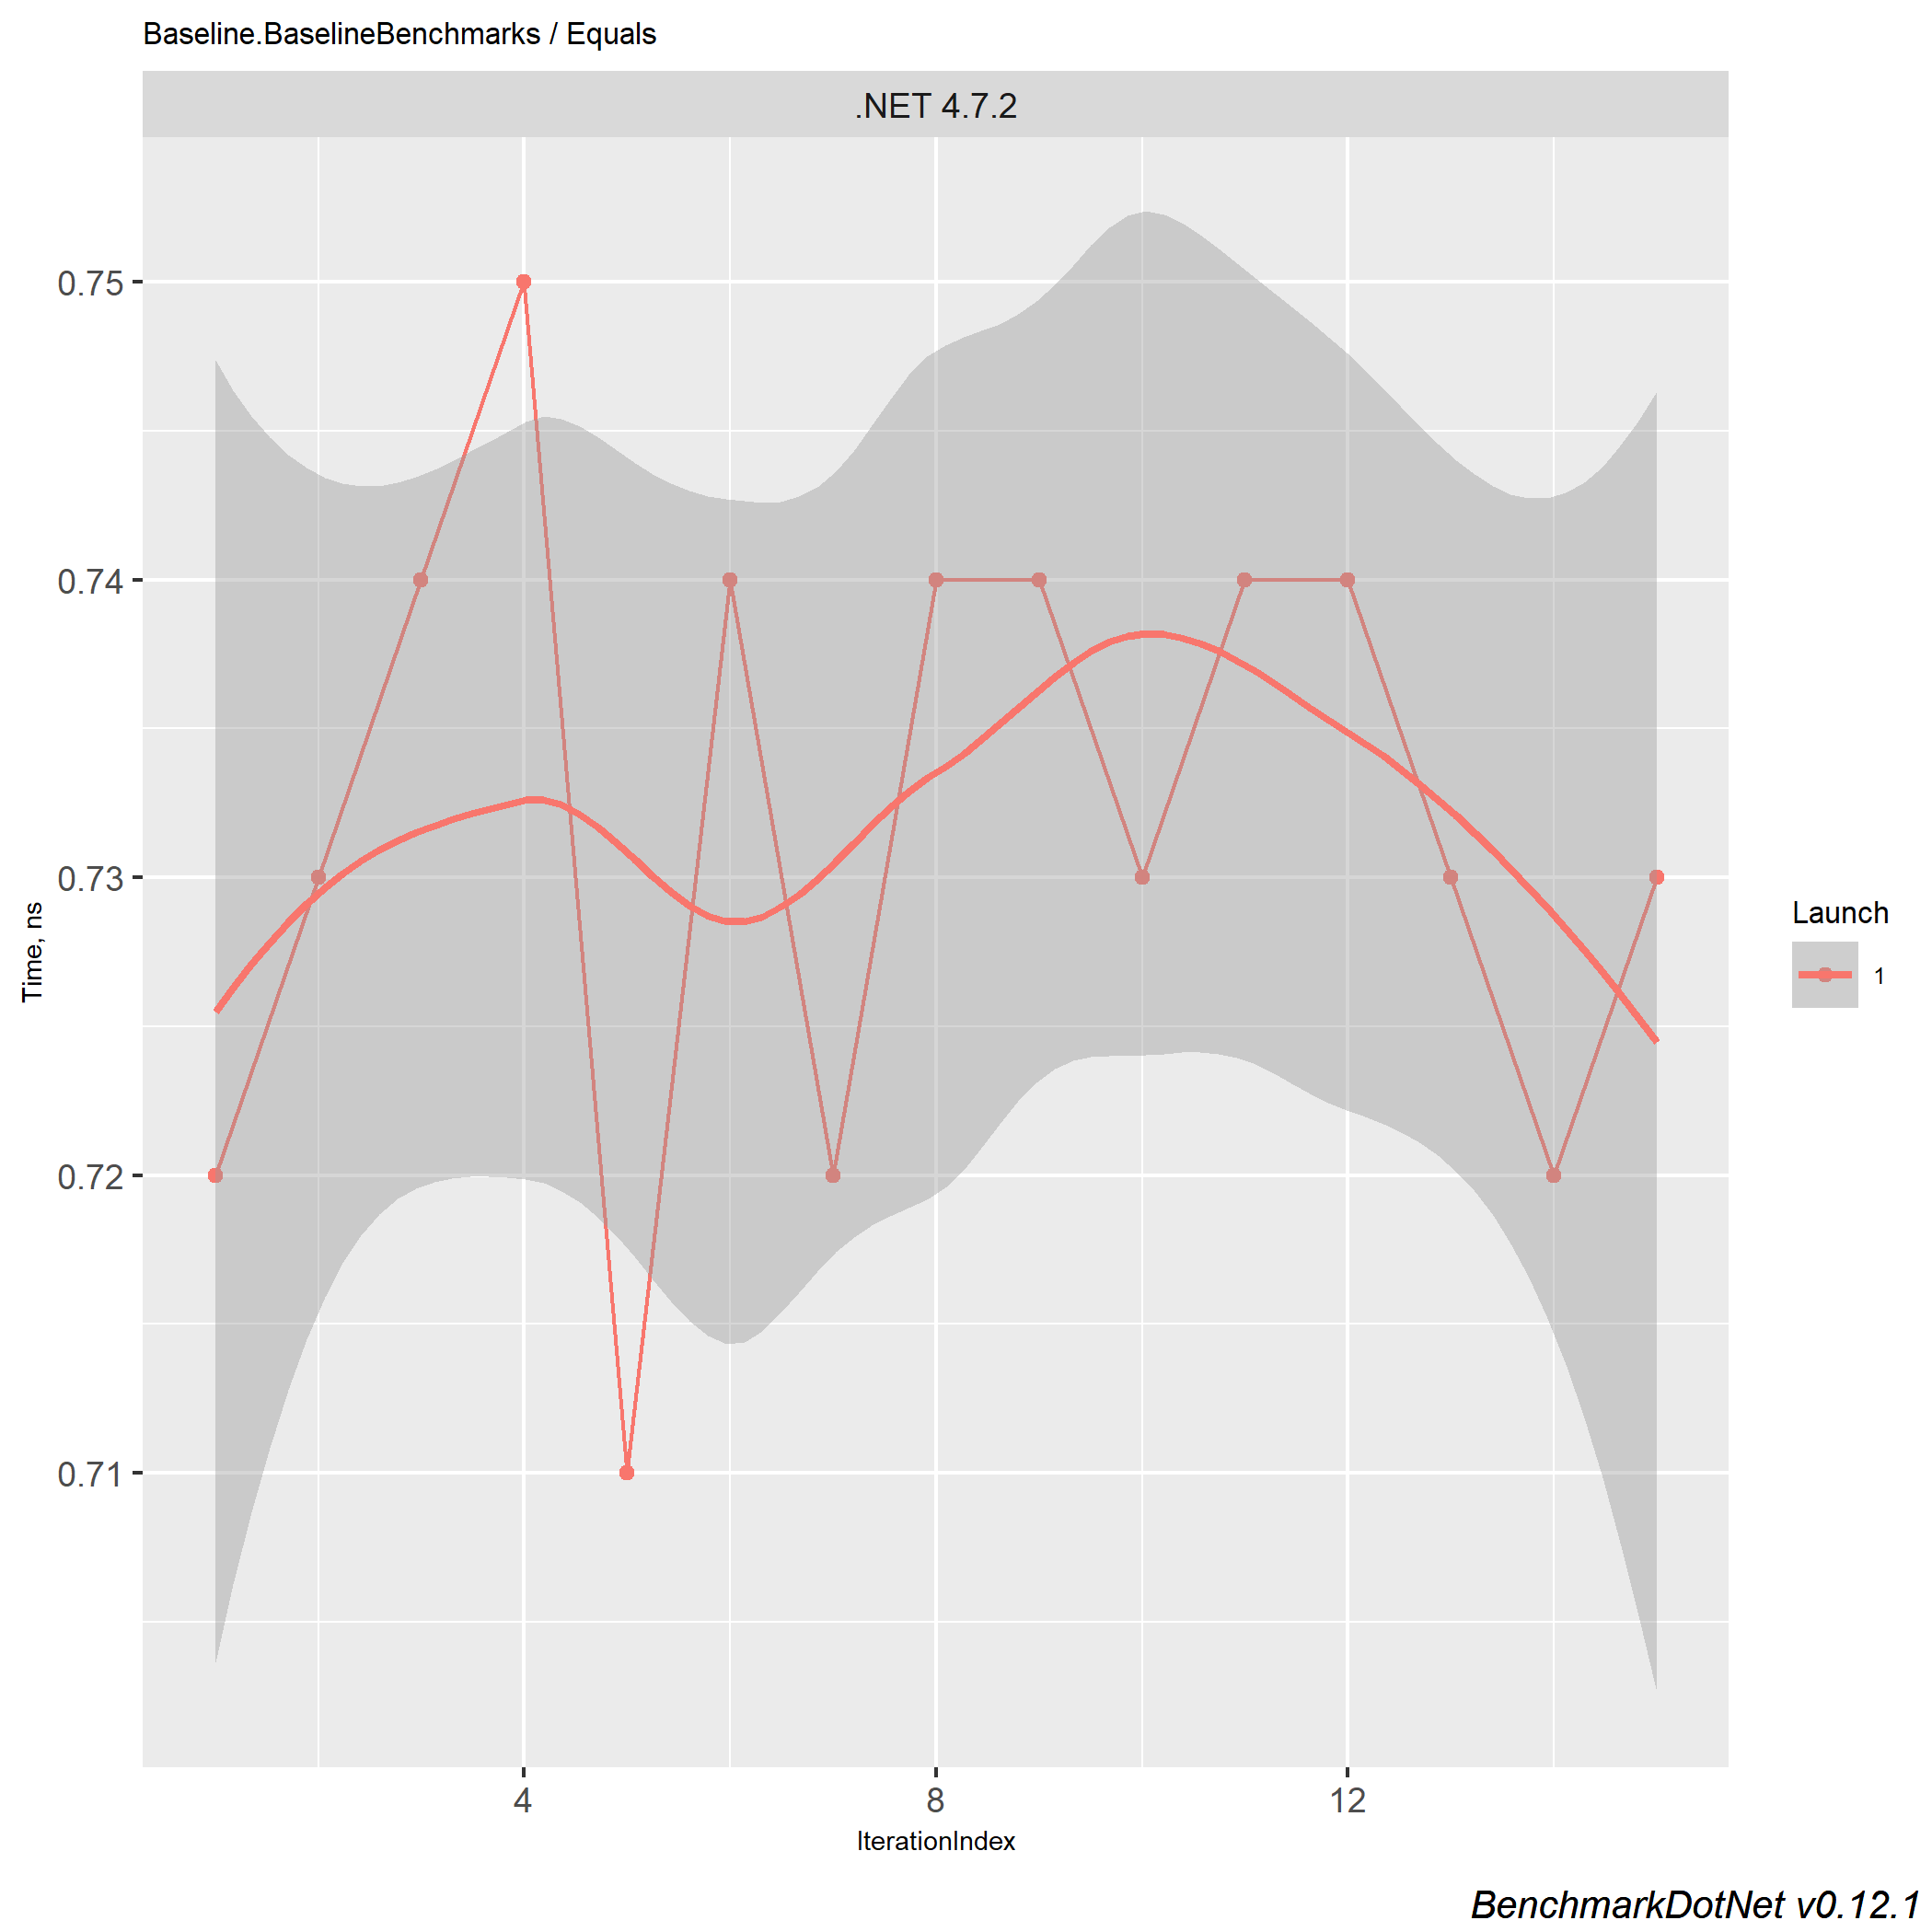 Baseline.BaselineBenchmarks / Equals
.NET 4.7.2
0.75
0.74
0.73
0.72
0.71
Time, ns
4
8
12
IterationIndex
Launch
1
BenchmarkDotNet v0.12.1